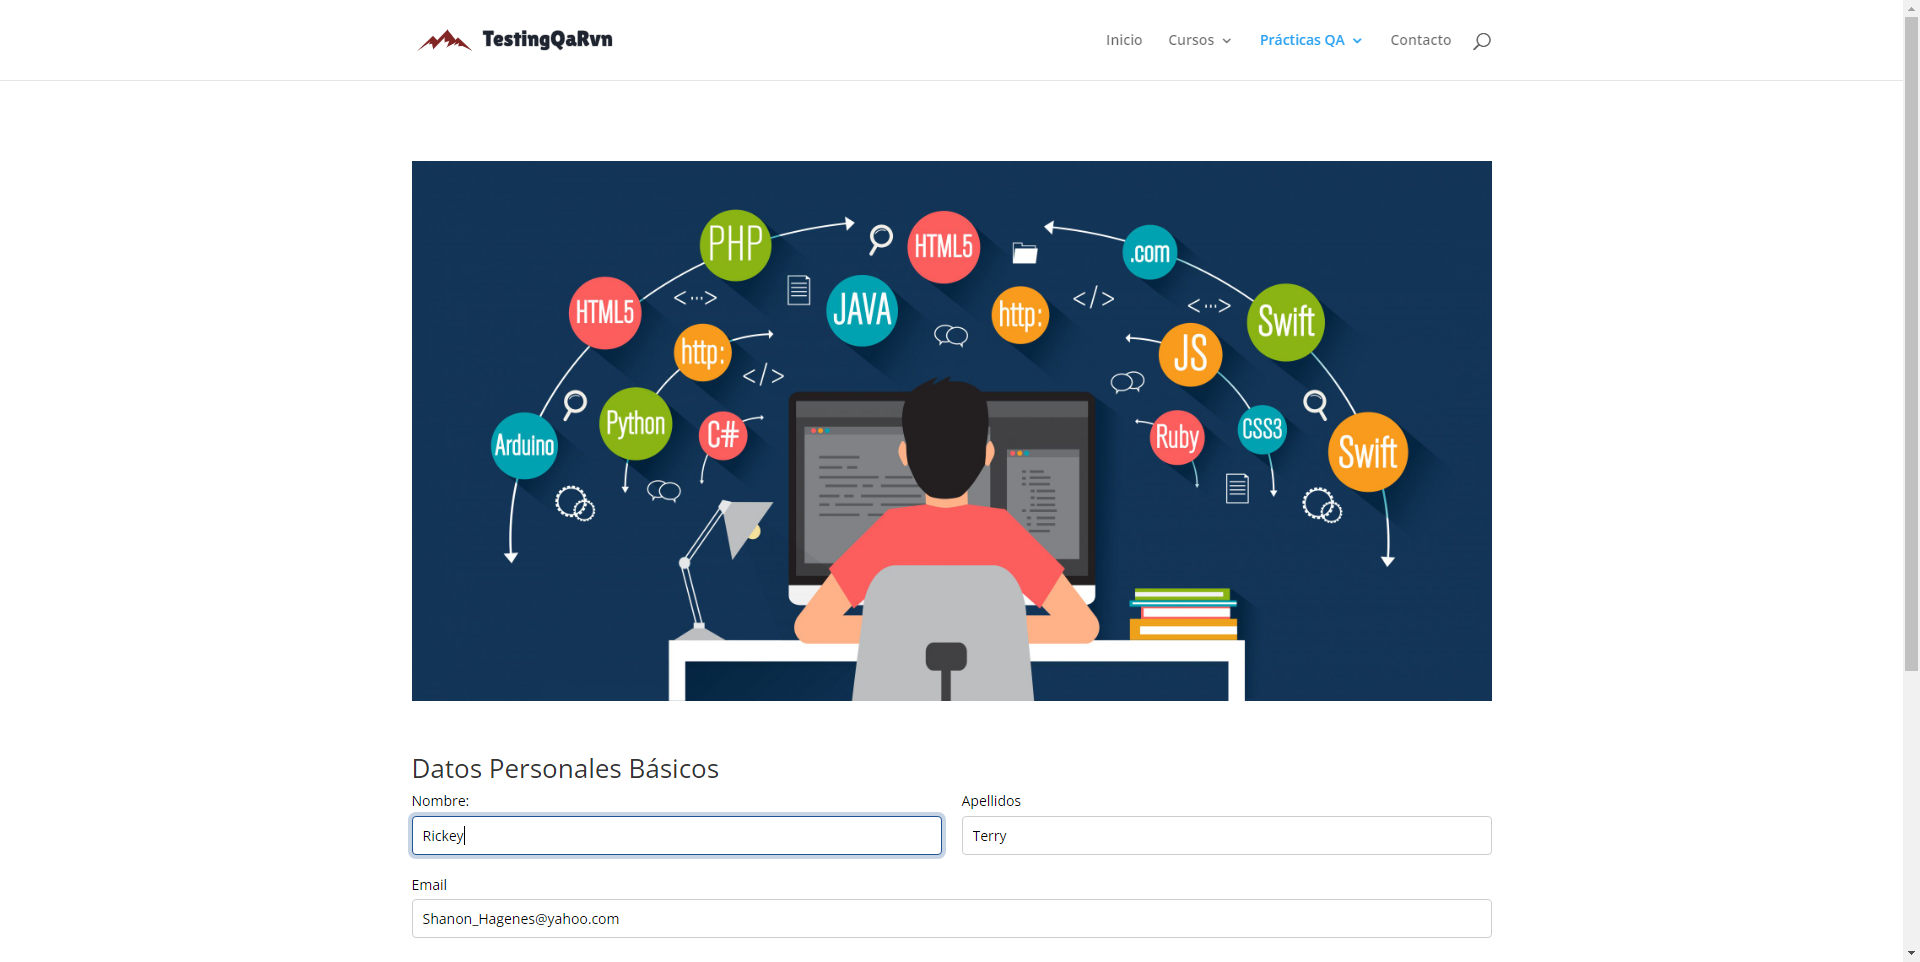 TestingQaRvn
Inicio Cursos Prácticas QA Contacto
PHP
HTML5
.com
HTML5
JAVA
http:
Swift
http:
JS
Arduino
Python
C#
Ruby
CSS3
Swift
Datos Personales Básicos
Nombre: Apellidos
Rickey Terry
Email
Shanon_Hagenes@yahoo.com